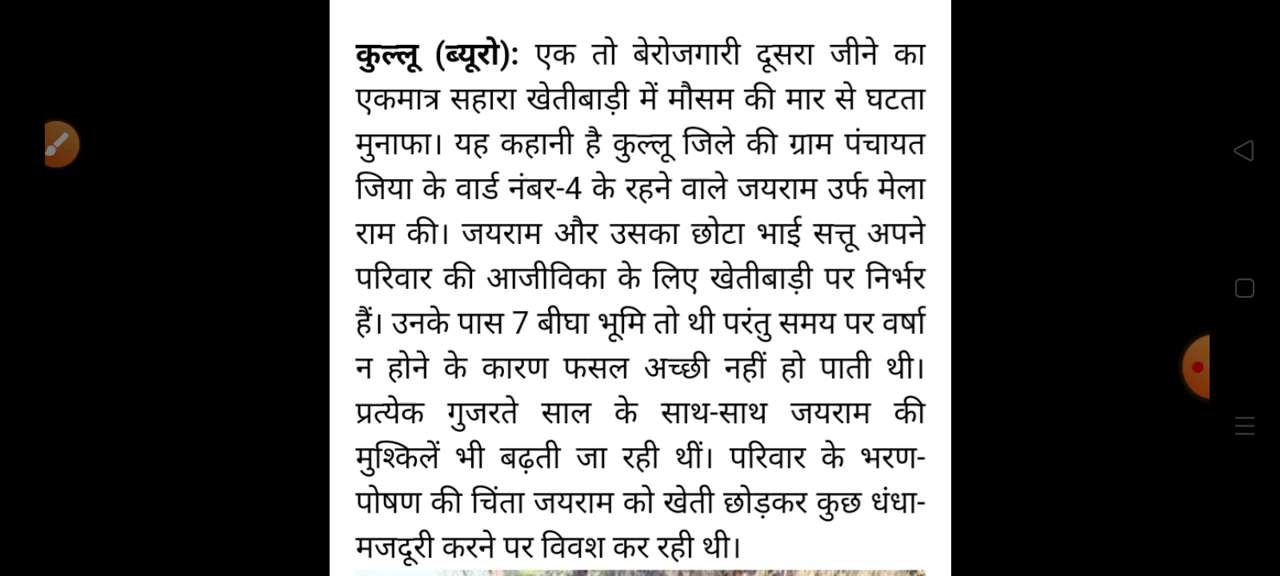 कुल्लू (ब्यूरो): एक तो बेरोजगारी दूसरा जीने का
एकमात्र सहारा खेतीबाड़ी में मौसम की मार से घटता
मुनाफा। यह कहानी है कुल्लू जिले की ग्राम पंचायत
जिया के वार्ड नंबर-4 के रहने वाले जयराम उर्फ मेला
राम की। जयराम और उसका छोटा भाई सत्तू अपने
परिवार की आजीविका के लिए खेतीबाड़ी पर निर्भर
हैं। उनके पास 7 बीघा भूमि तो थी परंतु समय पर वर्षा
न होने के कारण फसल अच्छी नहीं हो पाती थी।
प्रत्येक गुजरते साल के साथ-साथ जयराम की
मुश्किलें भी बढ़ती जा रही थीं। परिवार के भरण-
पोषण की चिंता जयराम को खेती छोड़कर कुछ धंधा-
मजदूरी करने पर विवश कर रही थी।